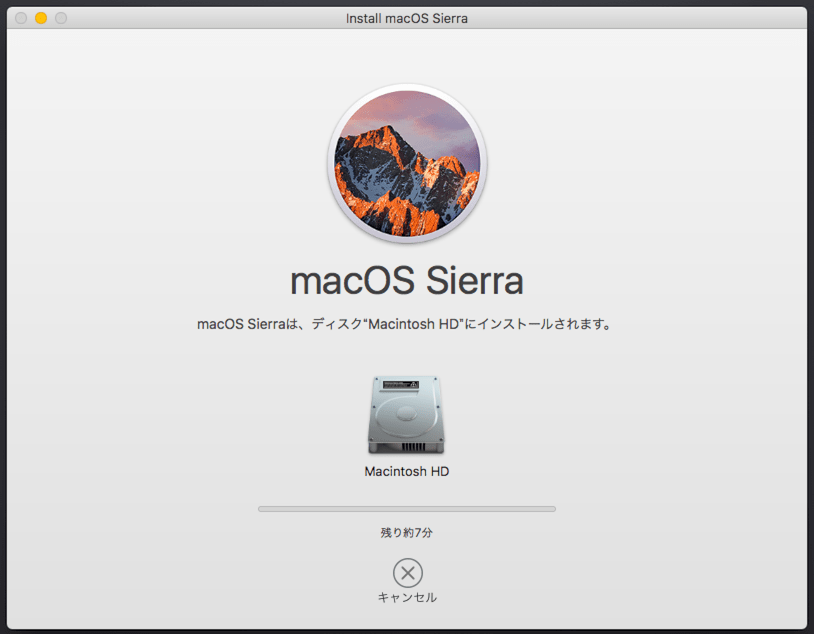 Install macOS Sierra
macOS Sierra
macOS Sierraは、ディスク“Macintosh HD”にインストールされます。
Macintosh HD
残り約7分
キャンセル